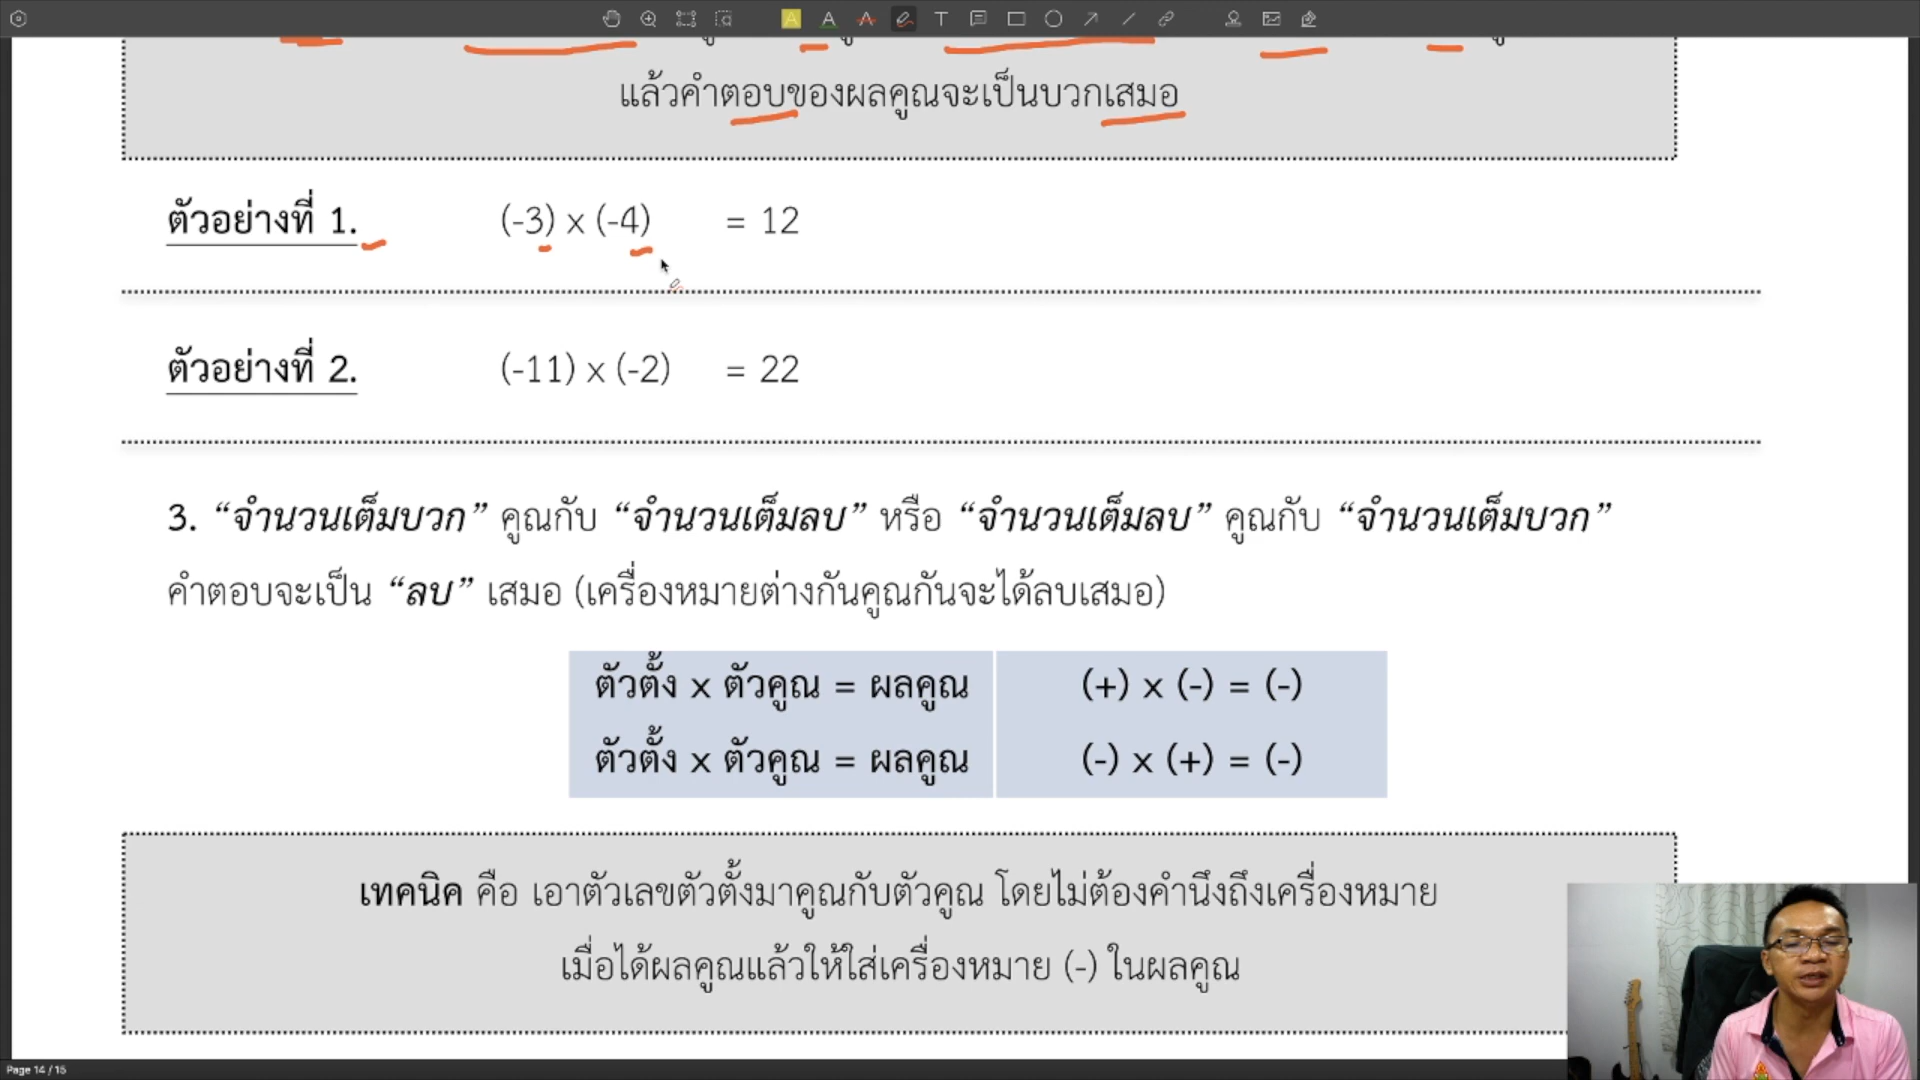 แล้วคำตอบของผลคูณจะเป็นบวกเสมอ
ตัวอย่างที่ 1. (-3) x (-4) = 12
ตัวอย่างที่ 2. (-11) x (-2) = 22
3. “จำนวนเต็มบวก” คูณกับ “จำนวนเต็มลบ” หรือ “จำนวนเต็มลบ” คูณกับ “จำนวนเต็มบวก”
คำตอบจะเป็น “ลบ” เสมอ (เครื่องหมายต่างกันคูณกันจะได้ลบเสมอ)
ตัวตั้ง x ตัวคูณ = ผลคูณ (+) x (-) = (-)
ตัวตั้ง x ตัวคูณ = ผลคูณ (-) x (+) = (-)
เทคนิค คือ เอาตัวเลขตัวตั้งมาคูณกับตัวคูณ โดยไม่ต้องคำนึงถึงเครื่องหมาย
เมื่อได้ผลคูณแล้วให้ใส่เครื่องหมาย (-) ในผลคูณ
Page 14 / 15